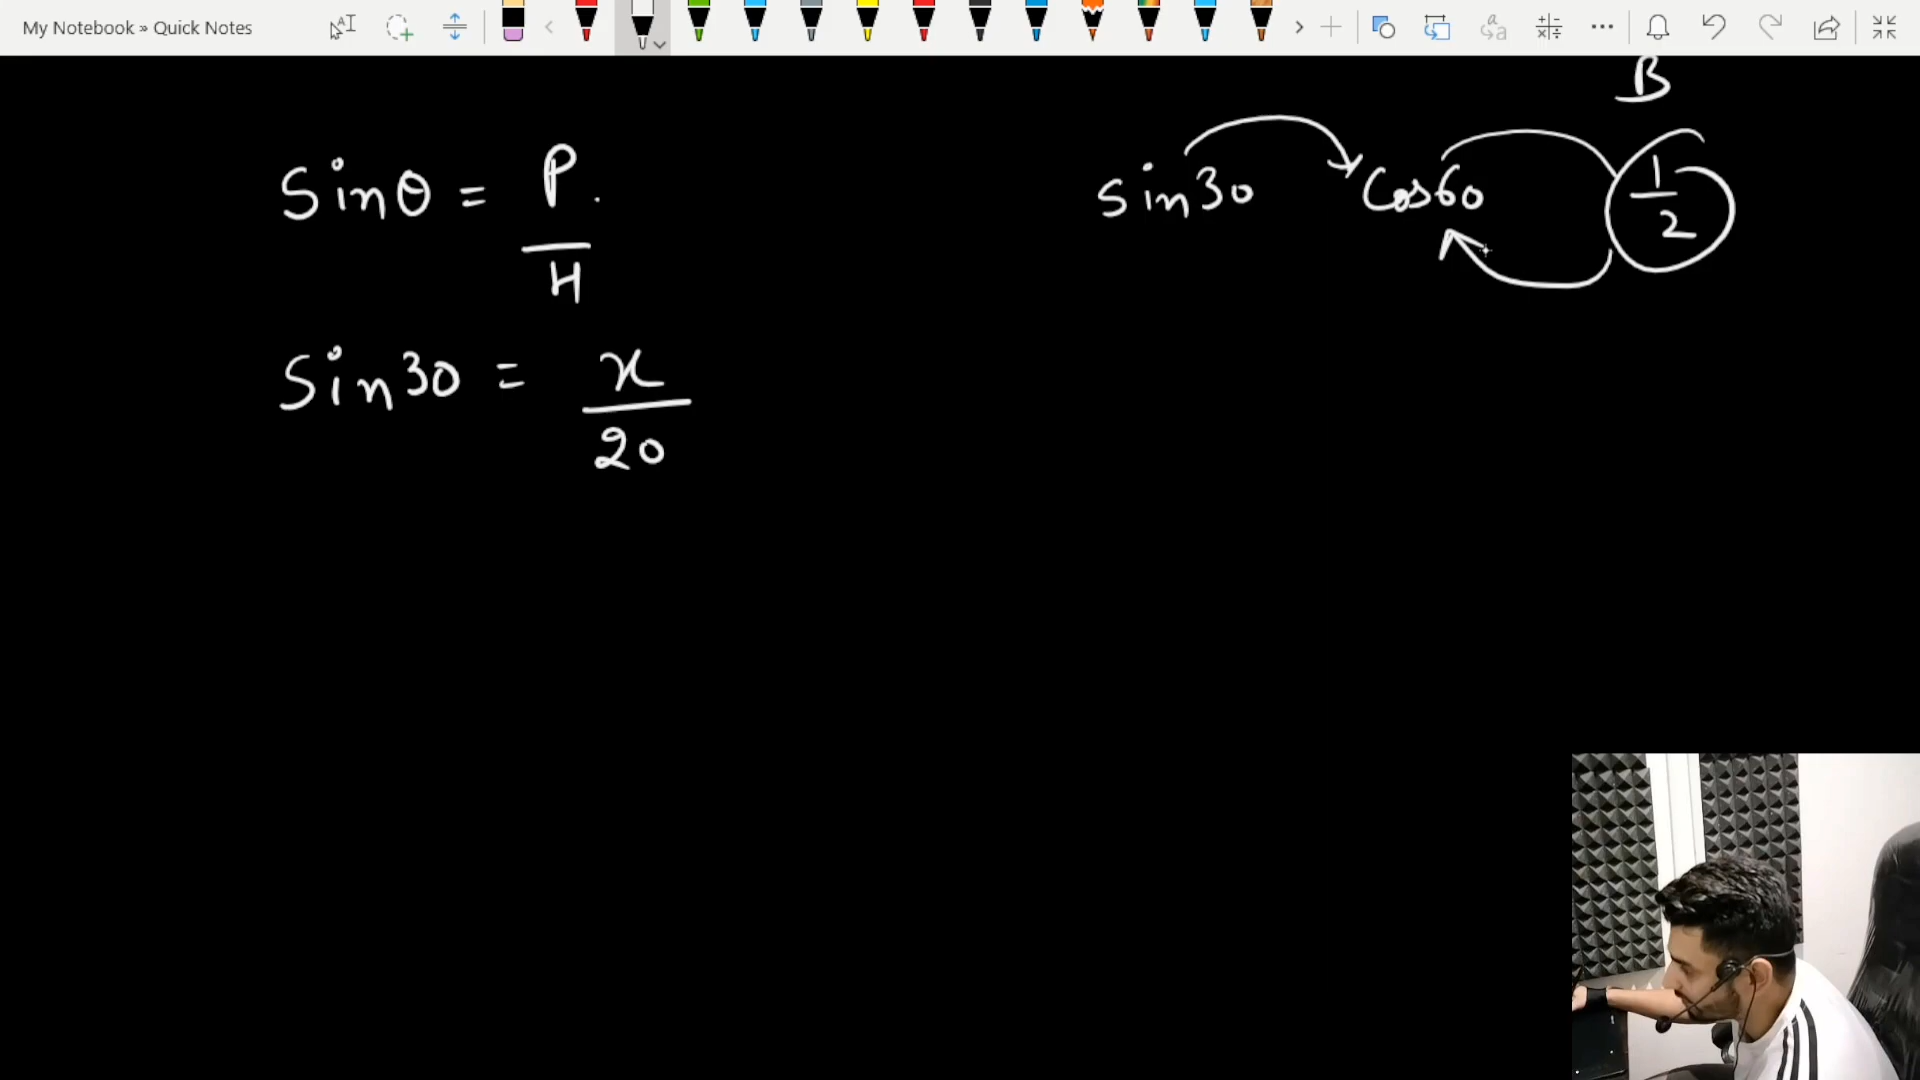 My Notebook » Quick Notes
B
Sinθ = P.
H
Sin30 Cos60 1/2
Sin30 = x
20